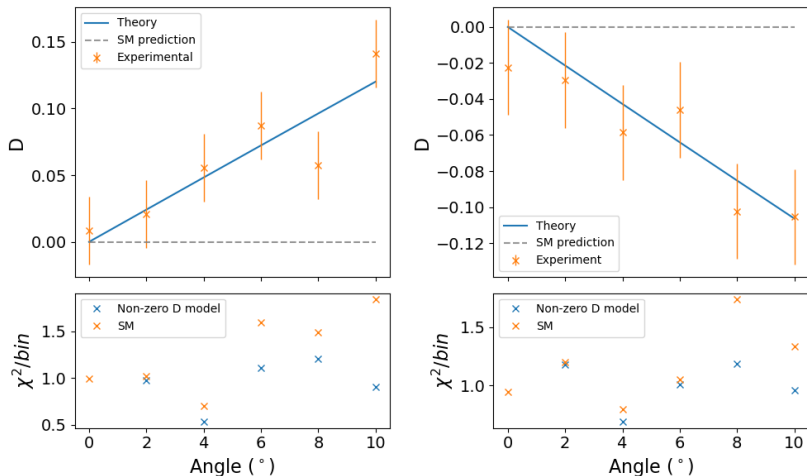 Theory
SM prediction
Experimental
0.15
0.10
0.05
0.00
D
Non-zero D model
SM
1.5
1.0
0.5
χ²/bin
0 2 4 6 8 10
Angle (°)
−0.00
−0.02
−0.04
−0.06
−0.08
−0.10
−0.12
D
Theory
SM prediction
Experiment
Non-zero D model
SM
1.5
1.0
χ²/bin
0 2 4 6 8 10
Angle (°)